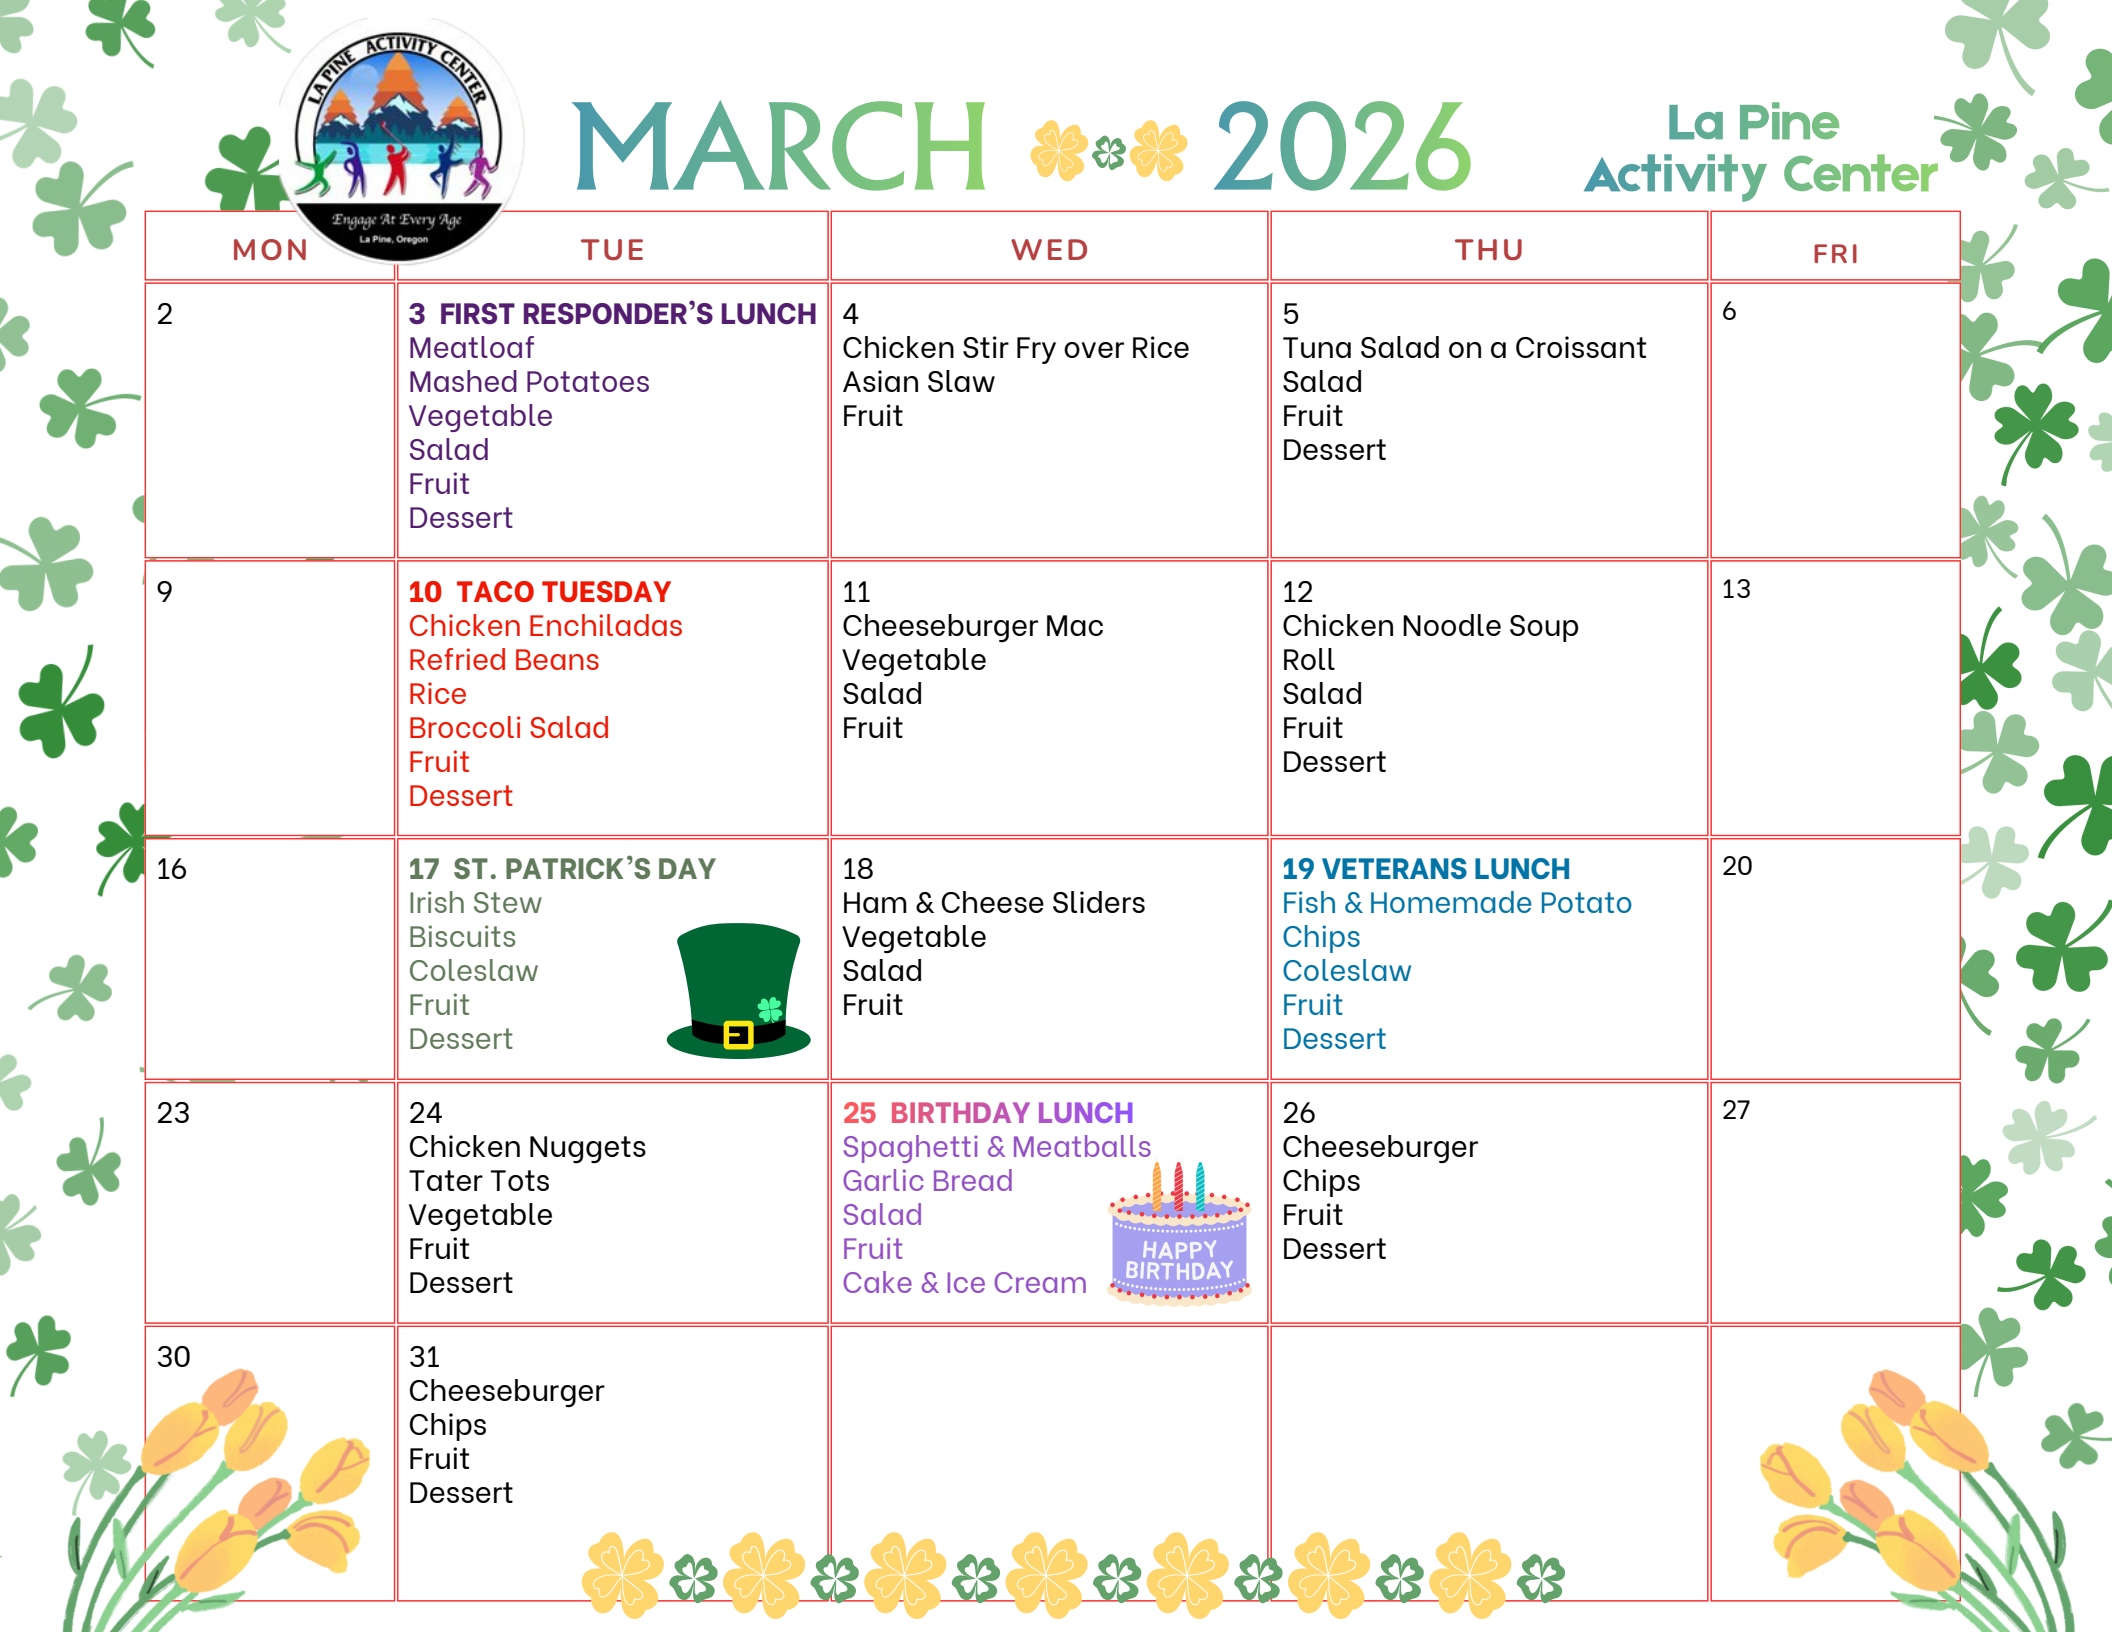 LA PINE ACTIVITY CENTER
Engage At Every Age
La Pine, Oregon
MARCH 2026
La Pine
Activity Center
MON TUE WED THU FRI
2
3 FIRST RESPONDER'S LUNCH
Meatloaf
Mashed Potatoes
Vegetable
Salad
Fruit
Dessert
4
Chicken Stir Fry over Rice
Asian Slaw
Fruit
5
Tuna Salad on a Croissant
Salad
Fruit
Dessert
6
9
10 TACO TUESDAY
Chicken Enchiladas
Refried Beans
Rice
Broccoli Salad
Fruit
Dessert
11
Cheeseburger Mac
Vegetable
Salad
Fruit
12
Chicken Noodle Soup
Roll
Salad
Fruit
Dessert
13
16
17 ST. PATRICK'S DAY
Irish Stew
Biscuits
Coleslaw
Fruit
Dessert
18
Ham & Cheese Sliders
Vegetable
Salad
Fruit
19 VETERANS LUNCH
Fish & Homemade Potato
Chips
Coleslaw
Fruit
Dessert
20
23
24
Chicken Nuggets
Tater Tots
Vegetable
Fruit
Dessert
25 BIRTHDAY LUNCH
Spaghetti & Meatballs
Garlic Bread
Salad
Fruit
Cake & Ice Cream
HAPPY
BIRTHDAY
26
Cheeseburger
Chips
Fruit
Dessert
27
30
31
Cheeseburger
Chips
Fruit
Dessert